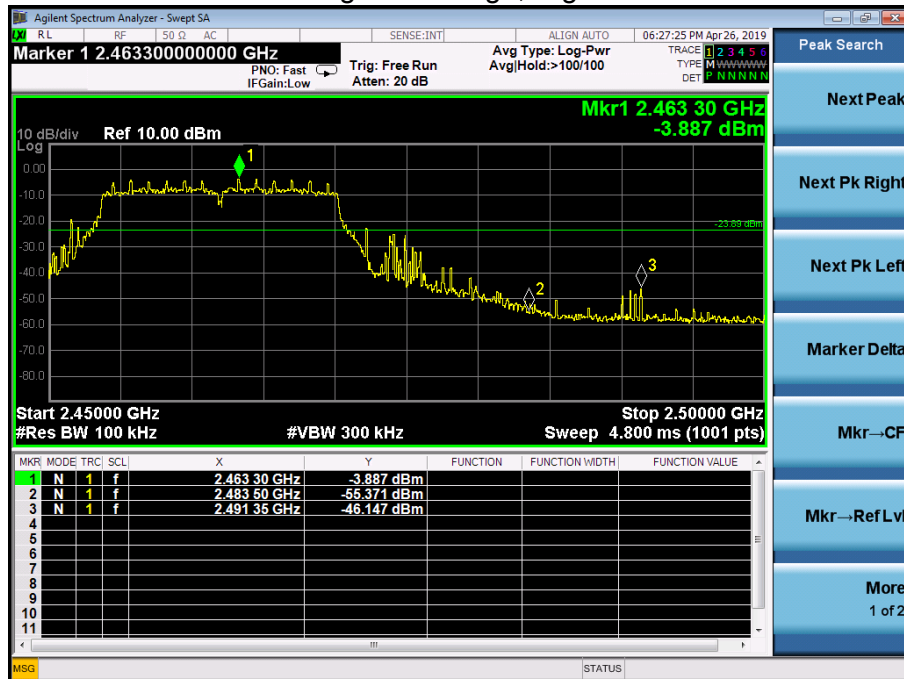 Agilent Spectrum Analyzer - Swept SA
LXI RL RF 50 Ω AC SENSE:INT ALIGN AUTO 06:27:25 PM Apr 26, 2019
Marker 1 2.463300000000 GHz
PNO: Fast
IFGain:Low
Trig: Free Run
Atten: 20 dB
Avg Type: Log-Pwr
Avg|Hold:>100/100
TRACE 1 2 3 4 5 6
TYPE M WWWWW
DET P N N N N N
Peak Search
Next Peak
Next Pk Right
Next Pk Left
Marker Delta
Mkr→CF
Mkr→Ref Lvl
More
1 of 2
Mkr1 2.463 30 GHz
-3.887 dBm
10 dB/div Ref 10.00 dBm
Log
1
0.00
-10.0
-20.0
-23.89 dBm
-30.0
3
-40.0
2
-50.0
-60.0
-70.0
-80.0
Start 2.45000 GHz Stop 2.50000 GHz
#Res BW 100 kHz #VBW 300 kHz Sweep 4.800 ms (1001 pts)
MKR MODE TRC SCL X Y FUNCTION FUNCTION WIDTH FUNCTION VALUE
1 N 1 f 2.463 30 GHz -3.887 dBm
2 N 1 f 2.483 50 GHz -55.371 dBm
3 N 1 f 2.491 35 GHz -46.147 dBm
4
5
6
7
8
9
10
11
MSG STATUS